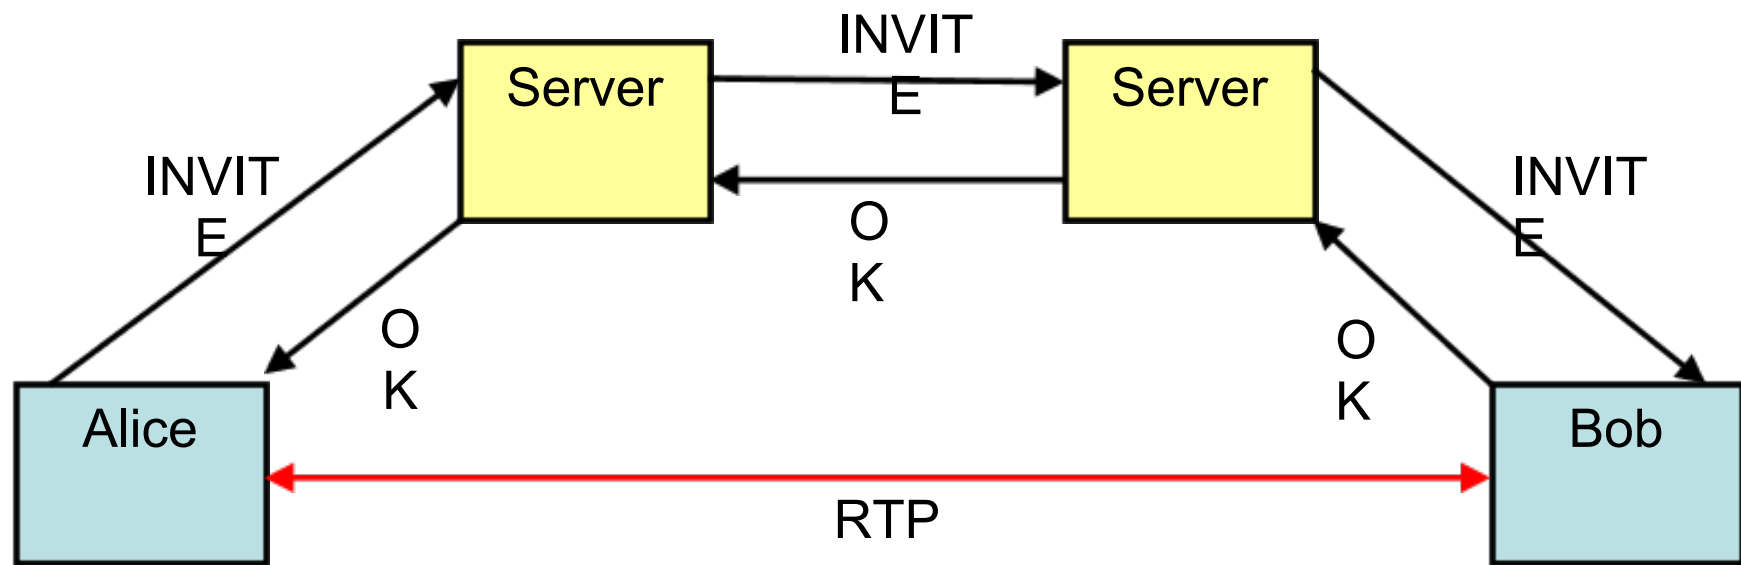 INVIT
E
Server
Server
INVIT
E
INVIT
E
O
K
O
K
O
K
Alice
Bob
RTP